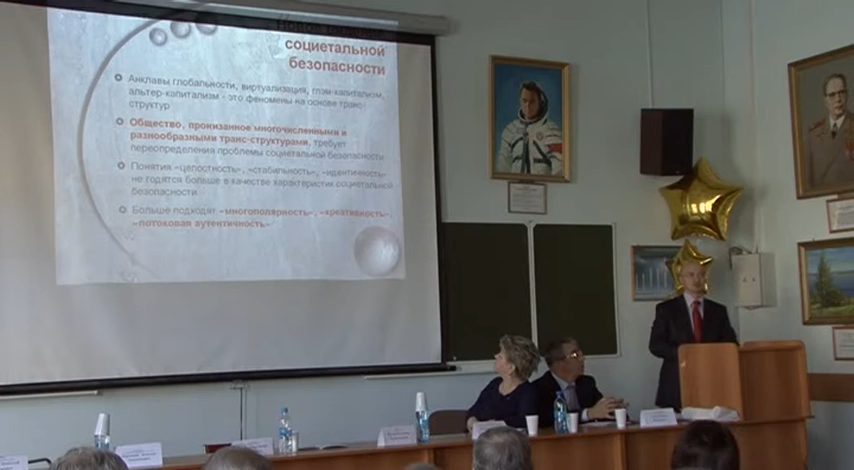 социетальной
безопасности
Анклавы глобальности, виртуализация, глэм-капитализм,
альтер-капитализм - это феномены на основе транс-
структур
Общество, пронизанное многочисленными и
разнообразными транс-структурами, требует
переопределения проблемы социетальной безопасности
Понятия «целостность», «стабильность», «идентичность»
не годятся больше в качестве характеристик социетальной
безопасности
Больше подходят «многополярность», «креативность»,
«потоковая аутентичность»